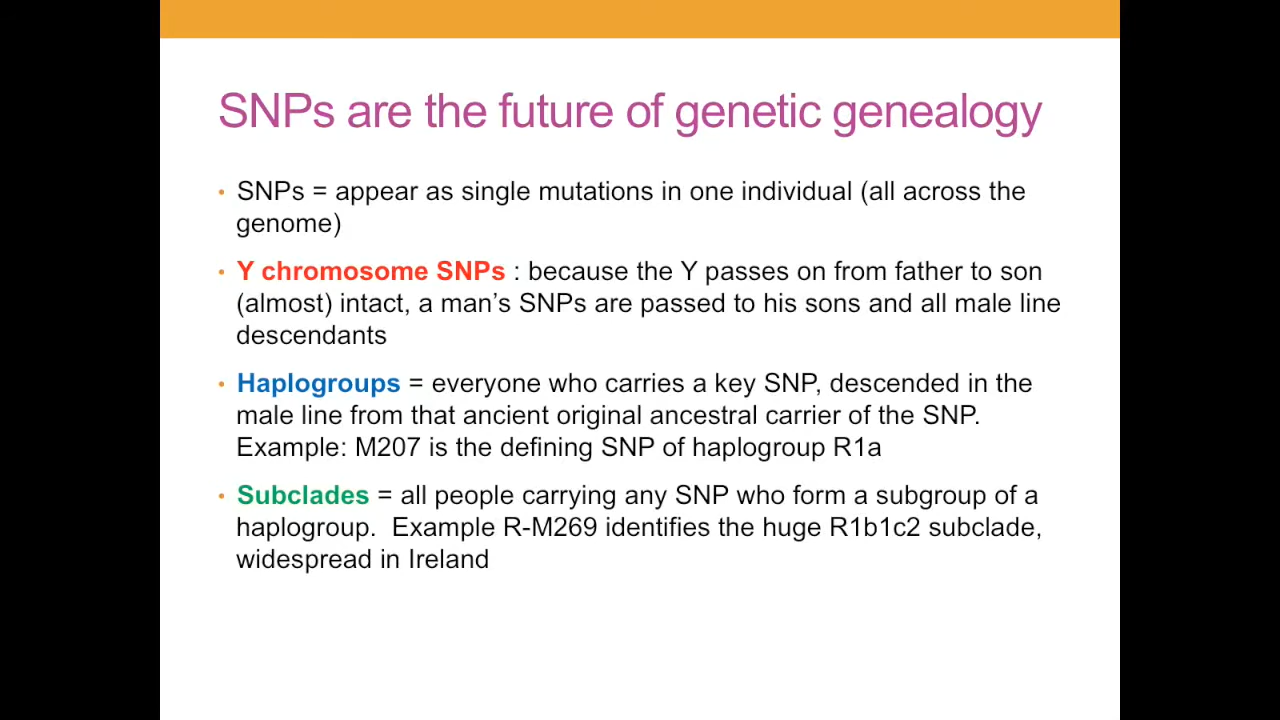 SNPs are the future of genetic genealogy
• SNPs = appear as single mutations in one individual (all across the
genome)
• Y chromosome SNPs : because the Y passes on from father to son
(almost) intact, a man’s SNPs are passed to his sons and all male line
descendants
• Haplogroups = everyone who carries a key SNP, descended in the
male line from that ancient original ancestral carrier of the SNP.
Example: M207 is the defining SNP of haplogroup R1a
• Subclades = all people carrying any SNP who form a subgroup of a
haplogroup.  Example R-M269 identifies the huge R1b1c2 subclade,
widespread in Ireland